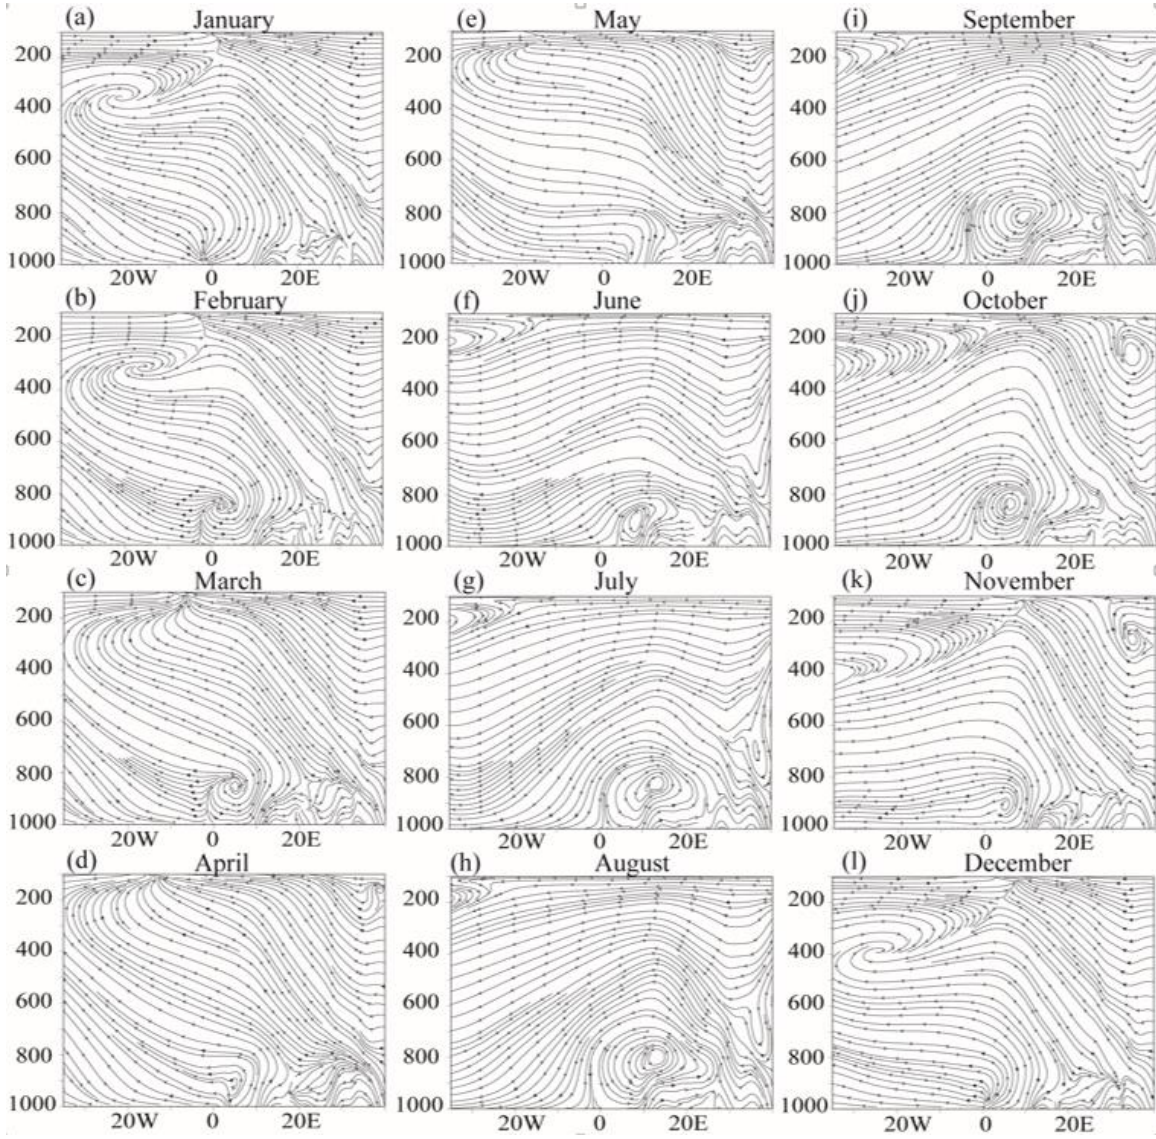 (a) January
200
400
600
800
1000
20W 0 20E
(b) February
200
400
600
800
1000
20W 0 20E
(c) March
200
400
600
800
1000
20W 0 20E
(d) April
200
400
600
800
1000
20W 0 20E
(e) May
200
400
600
800
1000
20W 0 20E
(f) June
200
400
600
800
1000
20W 0 20E
(g) July
200
400
600
800
1000
20W 0 20E
(h) August
200
400
600
800
1000
20W 0 20E
(i) September
200
400
600
800
1000
20W 0 20E
(j) October
200
400
600
800
1000
20W 0 20E
(k) November
200
400
600
800
1000
20W 0 20E
(l) December
200
400
600
800
1000
20W 0 20E